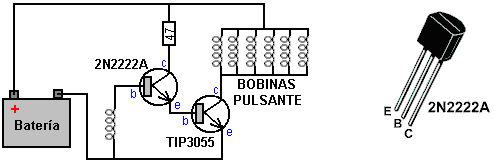 47
2N2222A
c
b
e
c
b
e
BOBINAS
PULSANTE
TIP3055
+
Batería
2N2222A
E
B
C